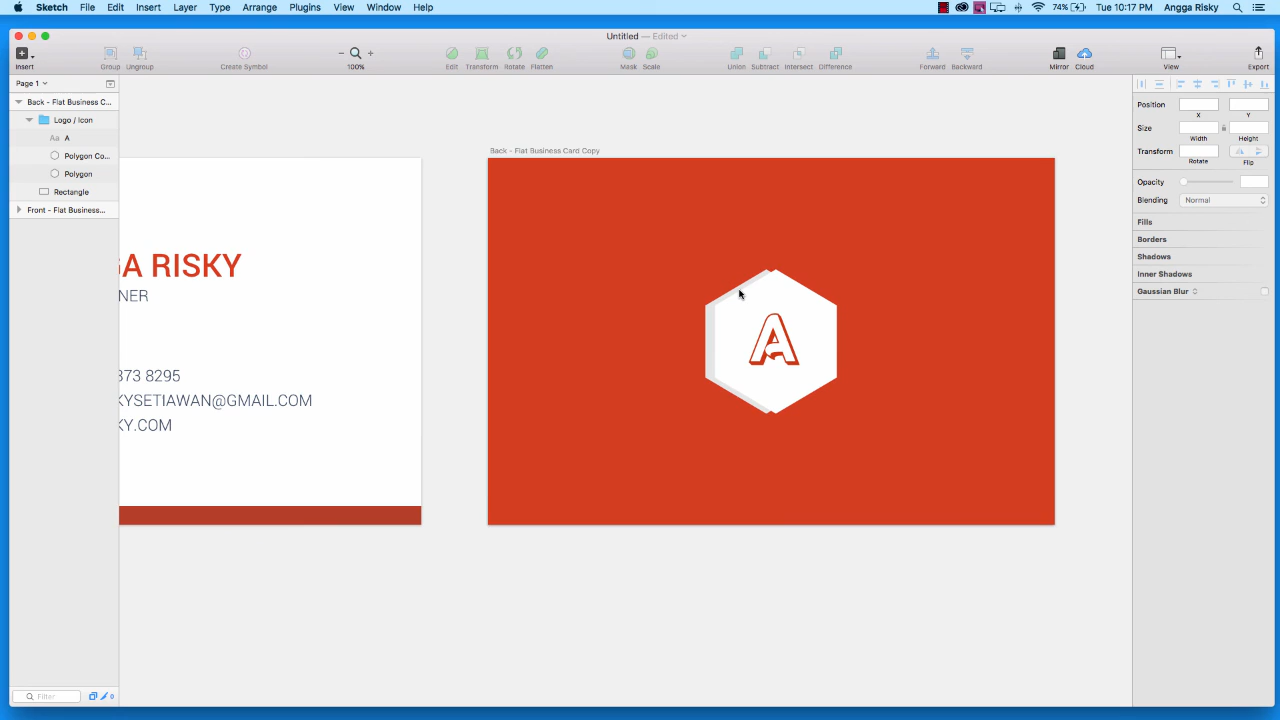 Sketch File Edit Insert Layer Type Arrange Plugins View Window Help 74% Tue 10:17 PM Angga Risky
Untitled — Edited
Insert Group Ungroup Create Symbol 100% Edit Transform Rotate Flatten Mask Scale Union Subtract Intersect Difference Forward Backward Mirror Cloud View Export
Page 1
Back - Flat Business C...
Logo / Icon
Aa A
Polygon Co...
Polygon
Rectangle
Front - Flat Business...
Filter 0
GA RISKY
NER
373 8295
KYSETIAWAN@GMAIL.COM
KY.COM
Back - Flat Business Card Copy
A
Position
X Y
Size
Width Height
Transform
Rotate Flip
Opacity
Blending Normal
Fills
Borders
Shadows
Inner Shadows
Gaussian Blur